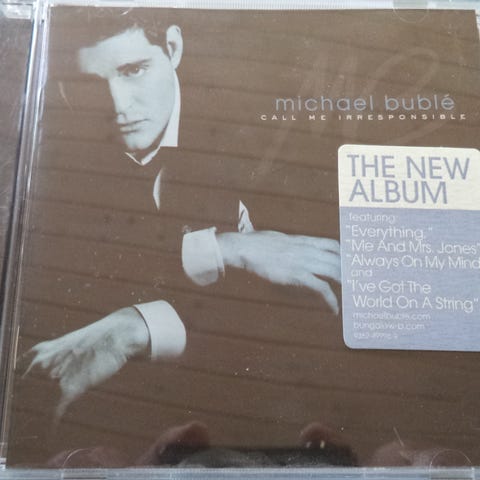 michael bublé
CALL ME IRRESPONSIBLE
THE NEW
ALBUM
featuring:
"Everything,"
"Me And Mrs. Jones"
"Always On My Mind"
and
"I've Got The
World On A String"
michaelbublé.com